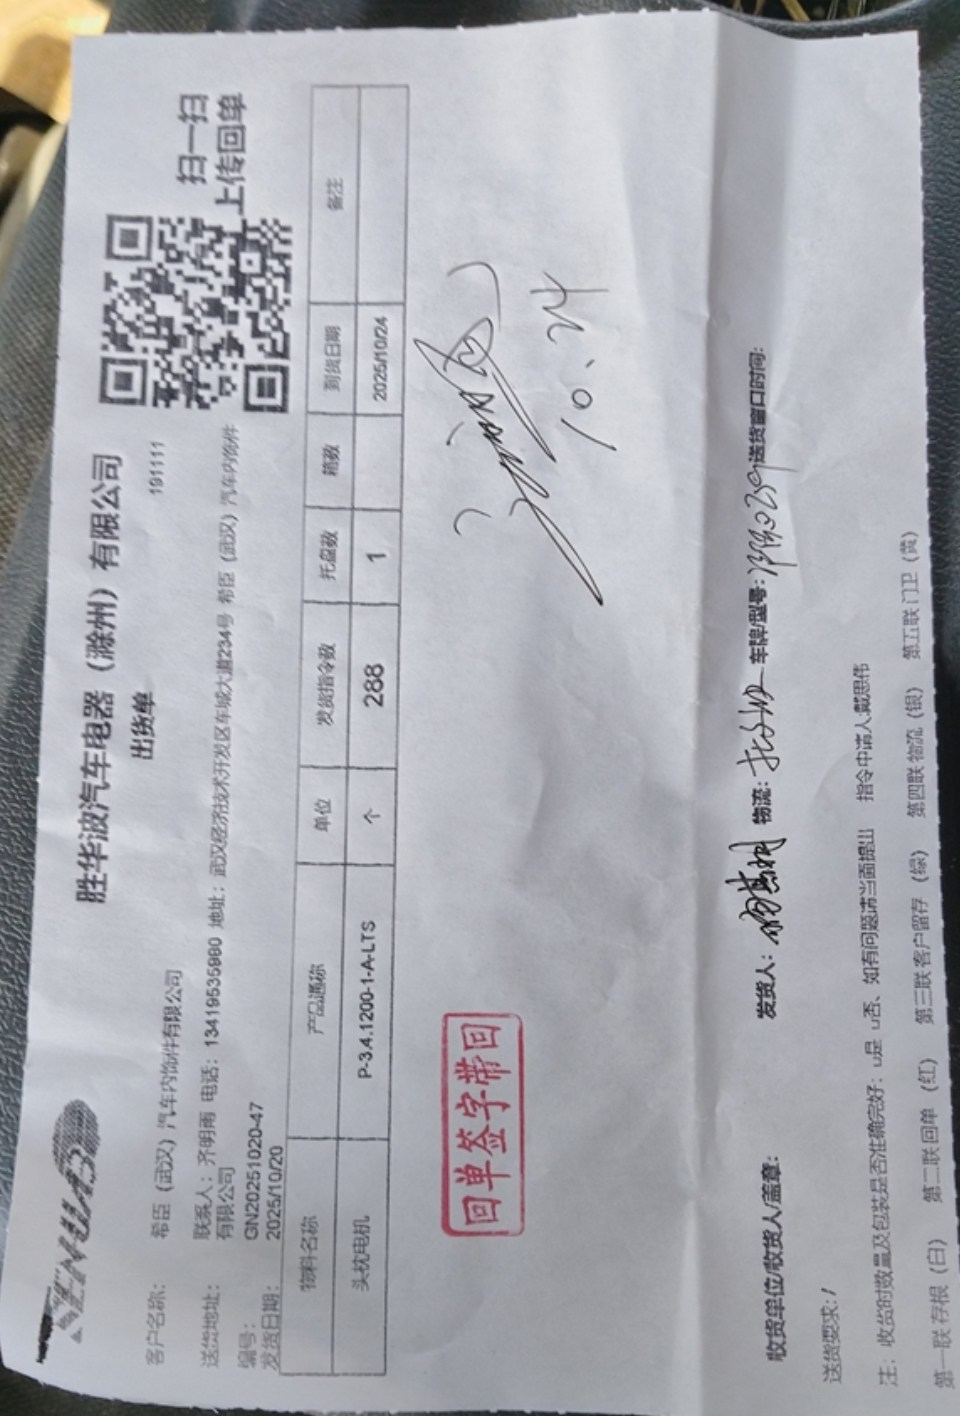 胜华波汽车电器（滁州）有限公司
出货单
191111
扫一扫
上传回单
客户名称： 希臣（武汉）汽车内饰件有限公司
送货地址： 联系人：齐明雨 电话：13419535980 地址：武汉经济技术开发区车城大道234号 希臣（武汉）汽车内饰件有限公司
编号： GN20251020-47
发货日期： 2025/10/20
物料名称 产品通称 单位 发货指令数 托盘数 箱数 到货日期 备注
头枕电机 P-3.4.1200-1-A-LTS 个 288 1 2025/10/24
回单签字带回
10.24
收货单位/收货人/盖章： 发货人： 物流： 车牌/型号： 送货窗口时间：
送货要求：/
注： 收货时数量及包装是否准确完好：□是 □否、如有问题请当面提出 指令申请人:戴思伟
第一联 存根（白） 第二联 回单（红） 第三联 客户留存（绿） 第四联 物流（银） 第五联 门卫（黄）